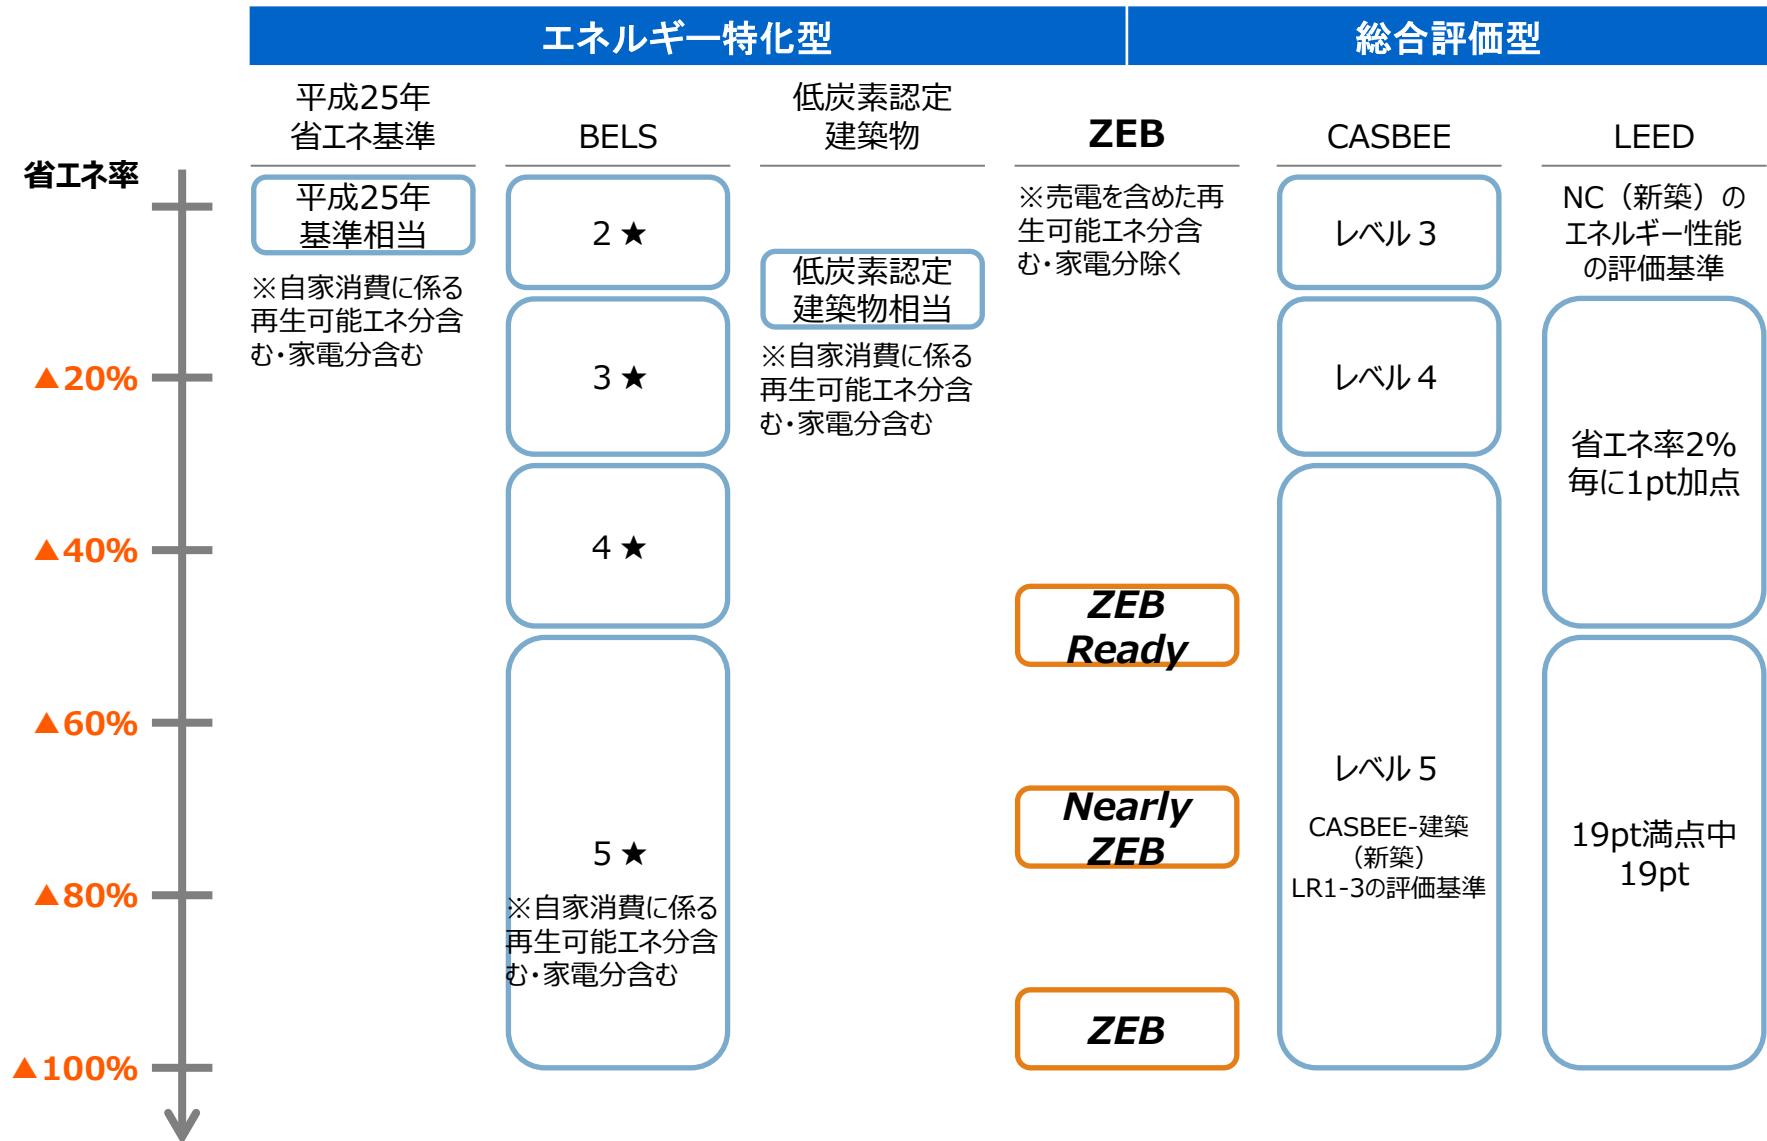 エネルギー特化型
総合評価型
平成25年
省エネ基準
BELS
低炭素認定
建築物
ZEB
CASBEE
LEED
省エネ率
▲20%
▲40%
▲60%
▲80%
▲100%
平成25年
基準相当
※自家消費に係る
再生可能エネ分含
む・家電分含む
2★
3★
4★
5★
※自家消費に係る
再生可能エネ分含
む・家電分含む
低炭素認定
建築物相当
※自家消費に係る
再生可能エネ分含
む・家電分含む
※売電を含めた再
生可能エネ分含
む・家電分除く
ZEB
Ready
Nearly
ZEB
ZEB
レベル3
レベル4
レベル5
CASBEE-建築
（新築）
LR1-3の評価基準
NC（新築）の
エネルギー性能
の評価基準
省エネ率2%
毎に1pt加点
19pt満点中
19pt